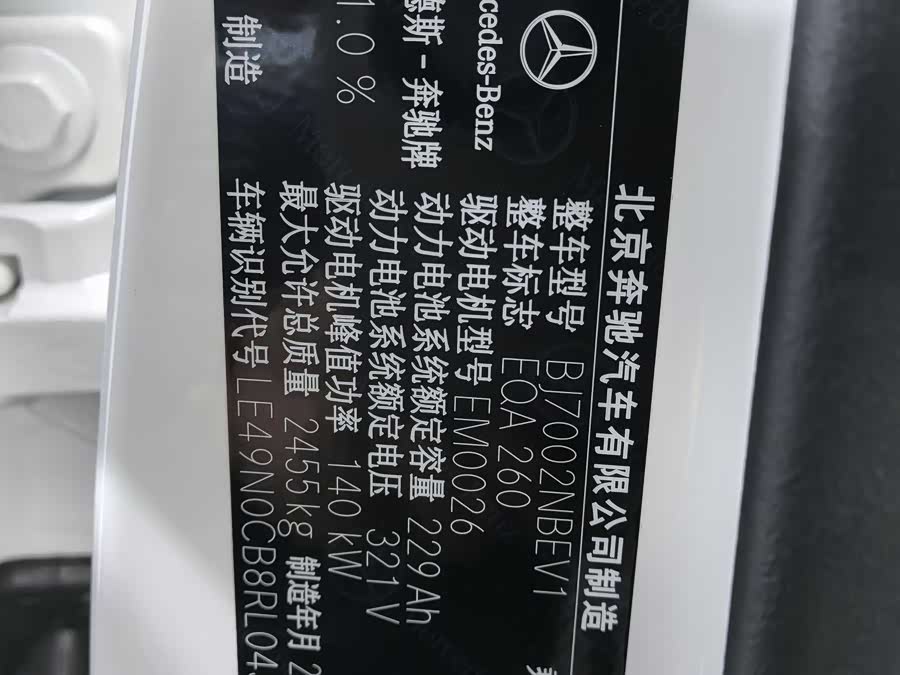 北京奔驰汽车有限公司制造
整车型号 BJ7002NBEV1
整车标志 EQA 260
驱动电机型号 EM0026
动力电池系统额定容量 229Ah
动力电池系统额定电压 321V
驱动电机峰值功率 140kW
最大允许总质量 2455kg 制造年月 2
车辆识别代号 LE49N0CB8RL04
cedes-Benz
德斯-奔驰牌
1.0 %
制造